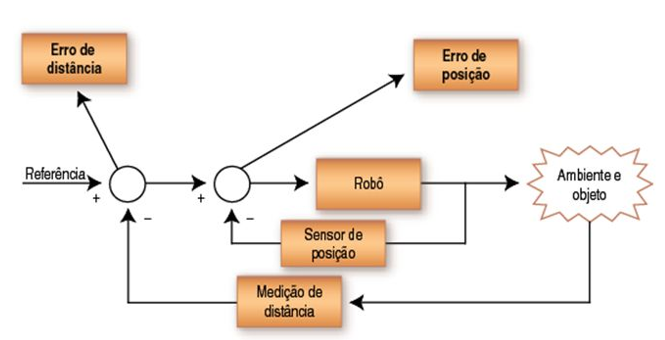 Erro de
distância
Erro de
posição
Referência
+
−
+
−
Robô
Ambiente e
objeto
Sensor de
posição
Medição de
distância